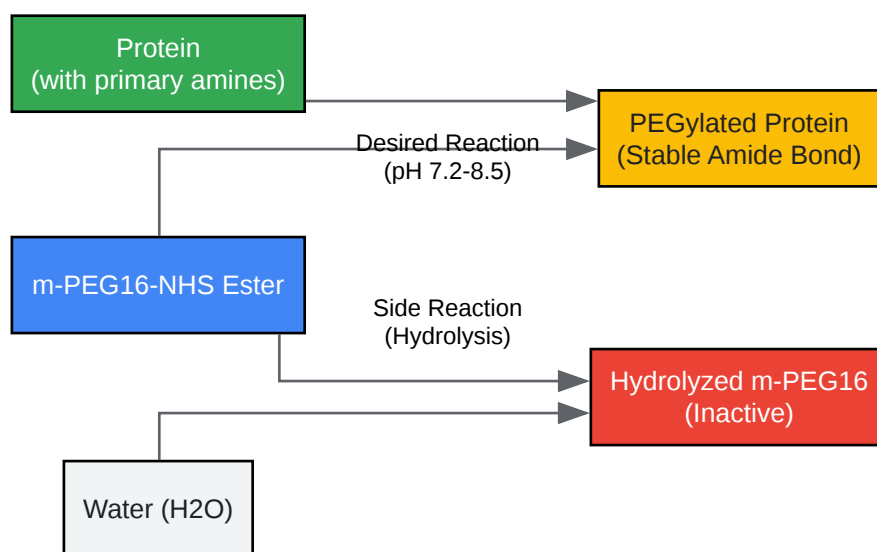 Protein
(with primary amines)
PEGylated Protein
(Stable Amide Bond)
Desired Reaction
(pH 7.2-8.5)
m-PEG16-NHS Ester
Side Reaction
(Hydrolysis)
Hydrolyzed m-PEG16
(Inactive)
Water (H2O)